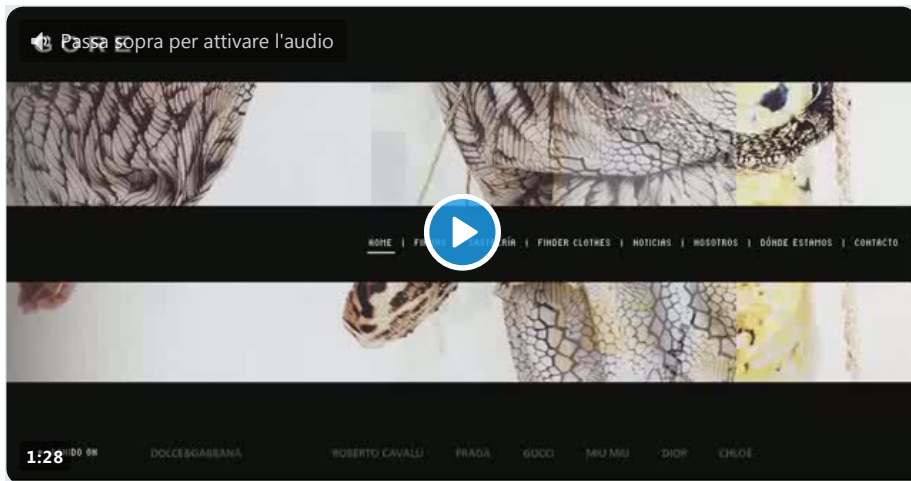 Passa sopra per attivare l'audio
HOME | | | FINDER CLOTHES | NOTICIAS | NOSOTROS | DÓNDE ESTAMOS | CONTACTO
1:28 ON DOLCE&GABBANA ROBERTO CAVALLI PRADA GUCCI MIU MIU DIOR CHLOE